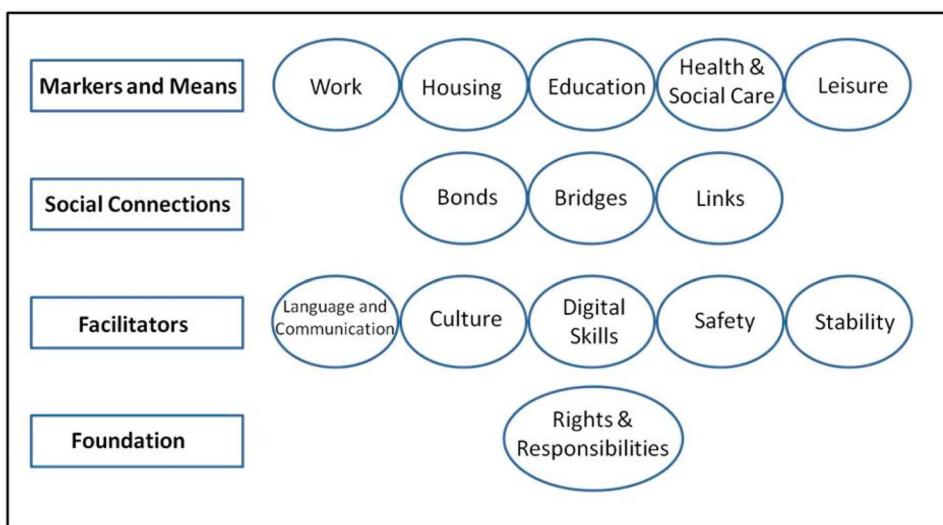 Markers and Means
Work
Housing
Education
Health &
Social Care
Leisure
Social Connections
Bonds
Bridges
Links
Facilitators
Language and
Communication
Culture
Digital
Skills
Safety
Stability
Foundation
Rights &
Responsibilities